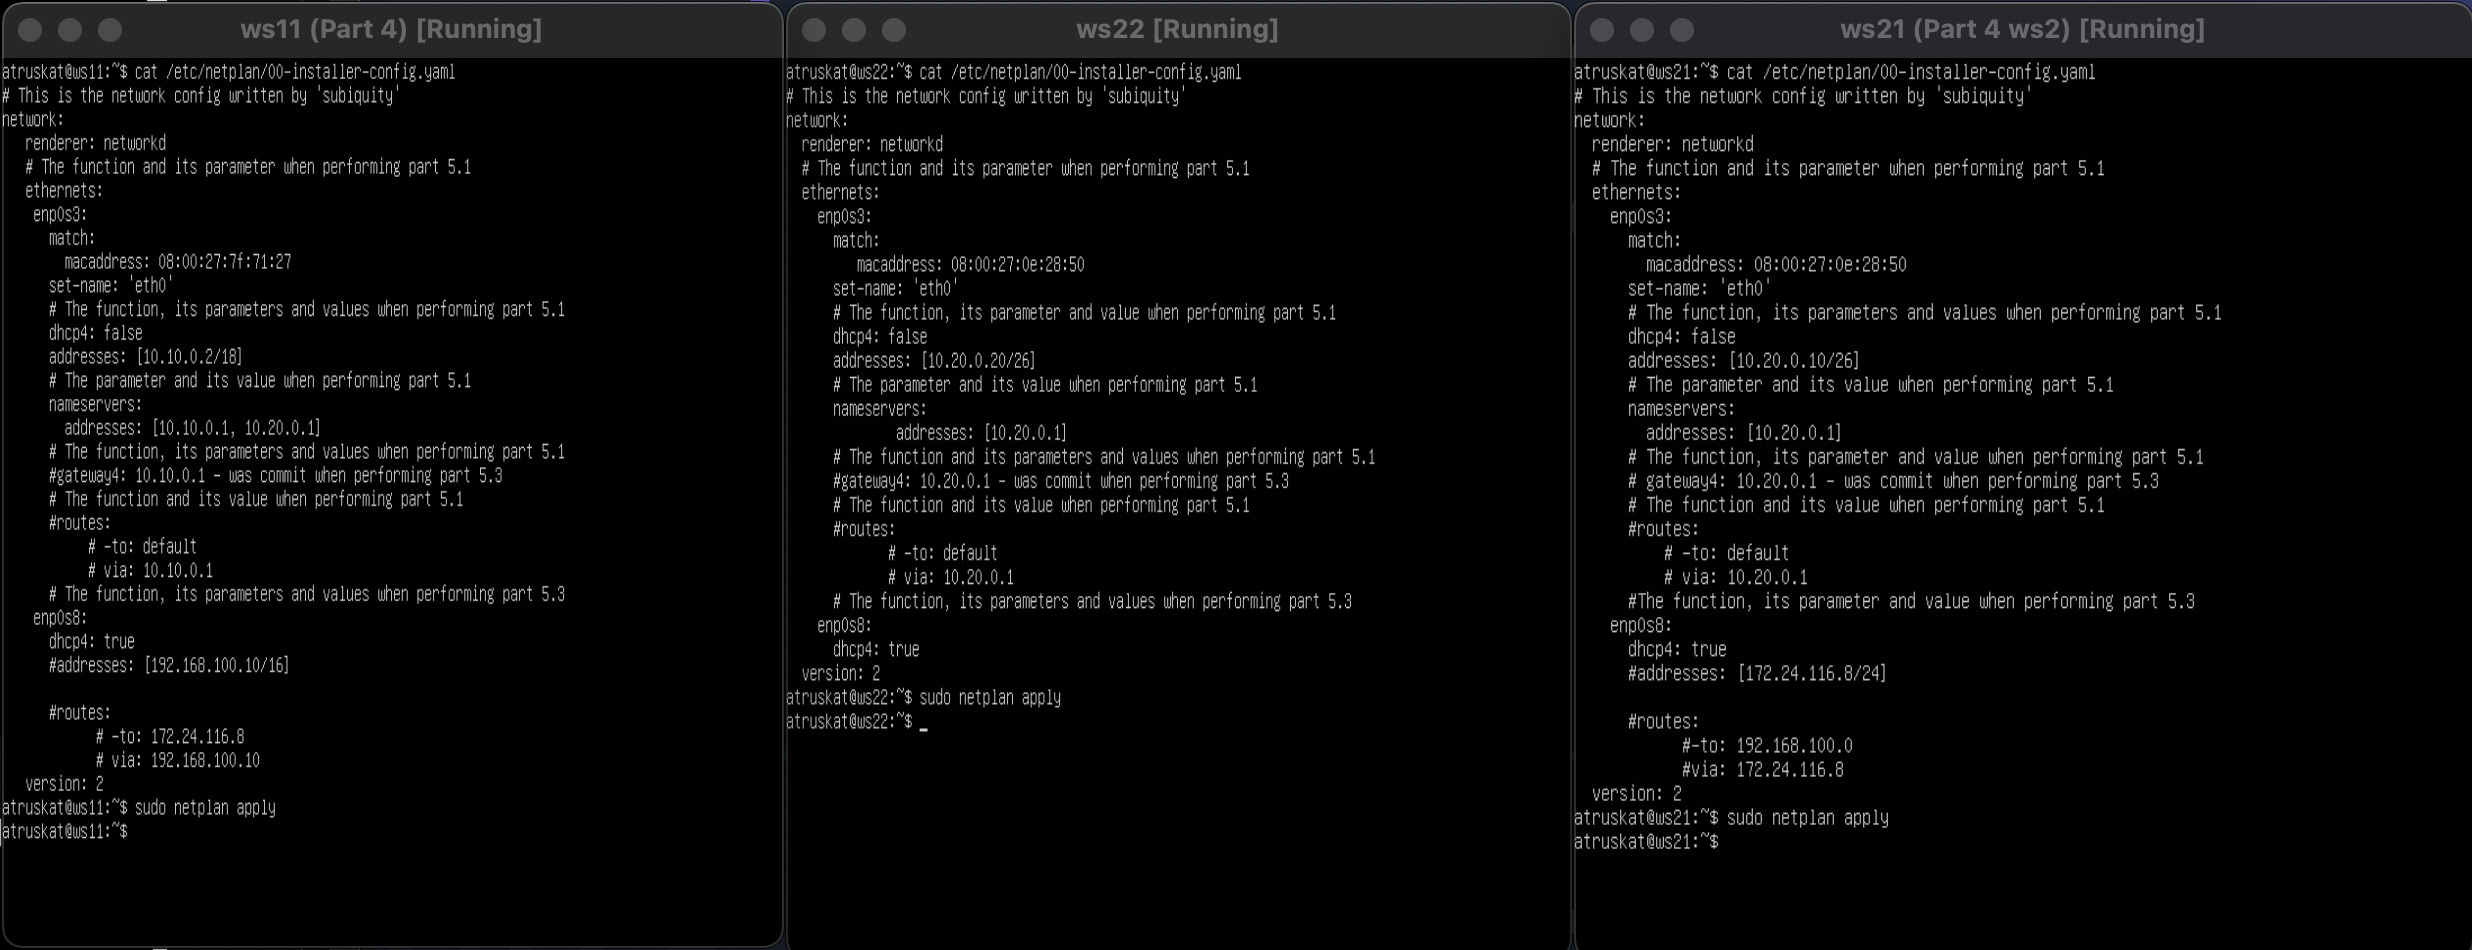 ws11 (Part 4) [Running]
atruskat@ws11:~$ cat /etc/netplan/00-installer-config.yaml
# This is the network config written by 'subiquity'
network:
  renderer: networkd
  # The function and its parameter when performing part 5.1
  ethernets:
   enp0s3:
     match:
       macaddress: 08:00:27:7f:71:27
     set-name: 'eth0'
     # The function, its parameters and values when performing part 5.1
     dhcp4: false
     addresses: [10.10.0.2/18]
     # The parameter and its value when performing part 5.1
     nameservers:
       addresses: [10.10.0.1, 10.20.0.1]
     # The function, its parameters and values when performing part 5.1
     #gateway4: 10.10.0.1 - was commit when performing part 5.3
     # The function and its value when performing part 5.1
     #routes:
          # -to: default
          # via: 10.10.0.1
     # The function, its parameters and values when performing part 5.3
   enp0s8:
     dhcp4: true
     #addresses: [192.168.100.10/16]
     #routes:
           # -to: 172.24.116.8
           # via: 192.168.100.10
  version: 2
atruskat@ws11:~$ sudo netplan apply
atruskat@ws11:~$
ws22 [Running]
atruskat@ws22:~$ cat /etc/netplan/00-installer-config.yaml
# This is the network config written by 'subiquity'
network:
  renderer: networkd
  # The function and its parameter when performing part 5.1
  ethernets:
    enp0s3:
      match:
         macaddress: 08:00:27:0e:28:50
      set-name: 'eth0'
      # The function, its parameter and value when performing part 5.1
      dhcp4: false
      addresses: [10.20.0.20/26]
      # The parameter and its value when performing part 5.1
      nameservers:
              addresses: [10.20.0.1]
      # The function and its parameters and values when performing part 5.1
      #gateway4: 10.20.0.1 - was commit when performing part 5.3
      # The function and its value when performing part 5.1
      #routes:
             # -to: default
             # via: 10.20.0.1
      # The function, its parameters and values when performing part 5.3
    enp0s8:
      dhcp4: true
  version: 2
atruskat@ws22:~$ sudo netplan apply
atruskat@ws22:~$ _
ws21 (Part 4 ws2) [Running]
atruskat@ws21:~$ cat /etc/netplan/00-installer-config.yaml
# This is the network config written by 'subiquity'
network:
  renderer: networkd
  # The function and its parameter when performing part 5.1
  ethernets:
    enp0s3:
      match:
        macaddress: 08:00:27:0e:28:50
      set-name: 'eth0'
      # The function, its parameters and values when performing part 5.1
      dhcp4: false
      addresses: [10.20.0.10/26]
      # The parameter and its value when performing part 5.1
      nameservers:
        addresses: [10.20.0.1]
      # The function, its parameter and value when performing part 5.1
      # gateway4: 10.20.0.1 - was commit when performing part 5.3
      # The function and its value when performing part 5.1
      #routes:
          # -to: default
          # via: 10.20.0.1
      #The function, its parameter and value when performing part 5.3
    enp0s8:
      dhcp4: true
      #addresses: [172.24.116.8/24]
      #routes:
            #-to: 192.168.100.0
            #via: 172.24.116.8
  version: 2
atruskat@ws21:~$ sudo netplan apply
atruskat@ws21:~$